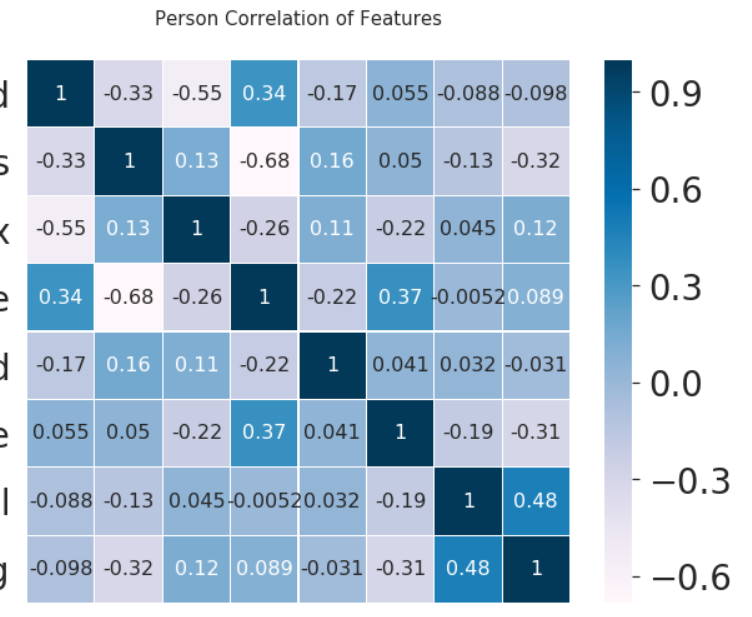 Person Correlation of Features
d 1 -0.33 -0.55 0.34 -0.17 0.055 -0.088 -0.098
s -0.33 1 0.13 -0.68 0.16 0.05 -0.13 -0.32
x -0.55 0.13 1 -0.26 0.11 -0.22 0.045 0.12
e 0.34 -0.68 -0.26 1 -0.22 0.37 -0.0052 0.089
d -0.17 0.16 0.11 -0.22 1 0.041 0.032 -0.031
e 0.055 0.05 -0.22 0.37 0.041 1 -0.19 -0.31
l -0.088 -0.13 0.045 -0.0052 0.032 -0.19 1 0.48
g -0.098 -0.32 0.12 0.089 -0.031 -0.31 0.48 1
0.9
0.6
0.3
0.0
−0.3
−0.6